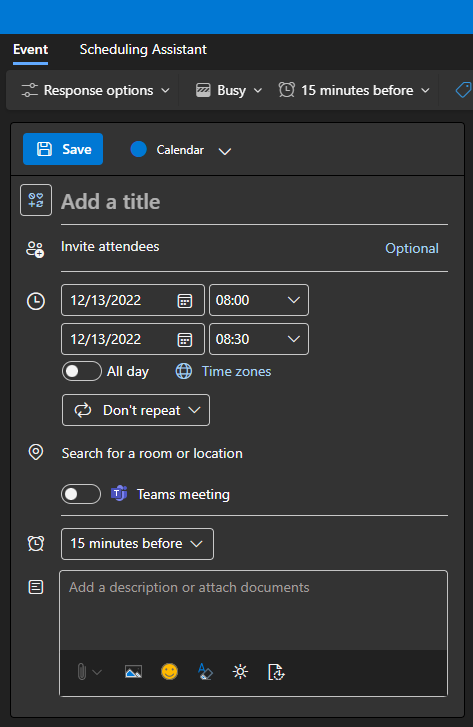 Event Scheduling Assistant
Response options Busy 15 minutes before
Save Calendar
Add a title
Invite attendees Optional
12/13/2022 08:00
12/13/2022 08:30
All day Time zones
Don't repeat
Search for a room or location
Teams meeting
15 minutes before
Add a description or attach documents